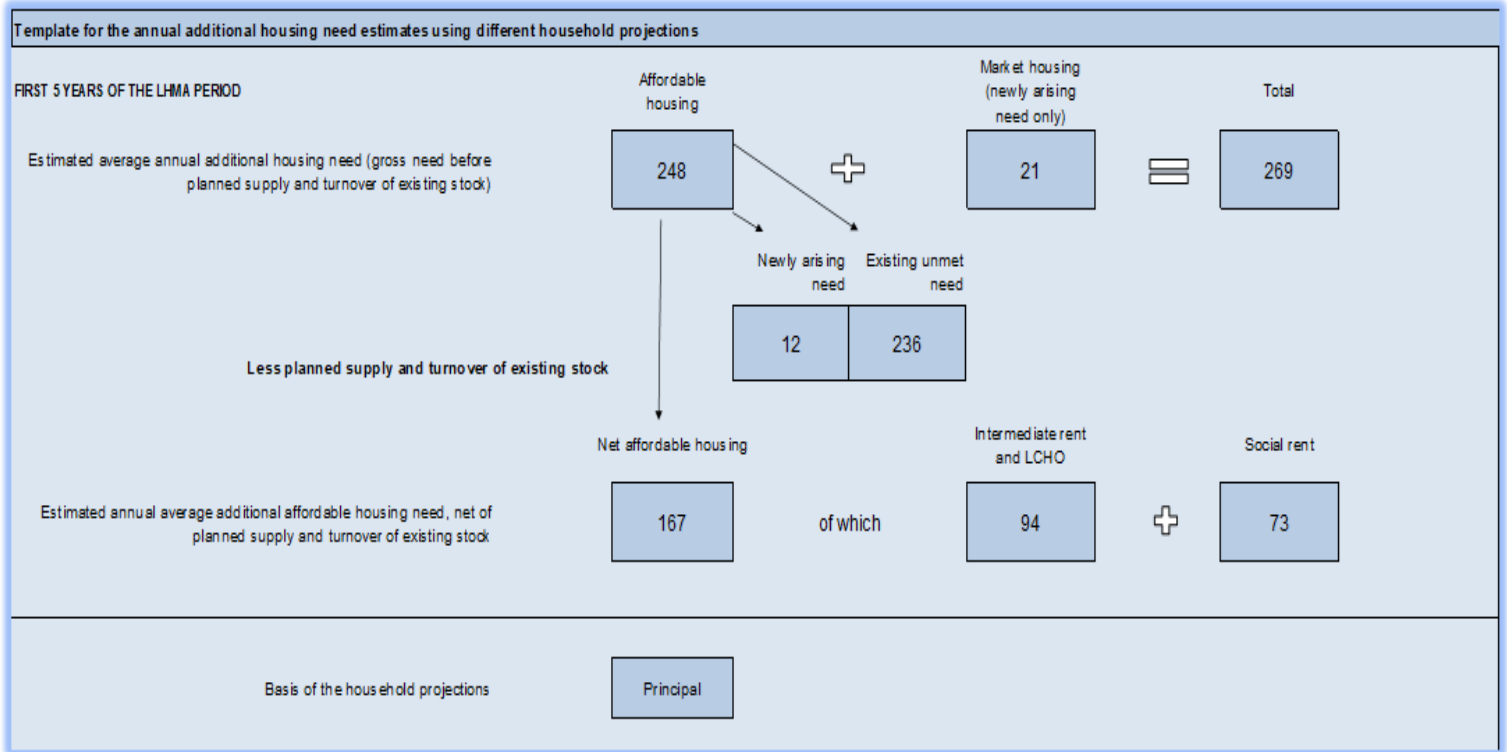 Template for the annual additional housing need estimates using different household projections
FIRST 5 YEARS OF THE LHMA PERIOD
Affordable
housing
Market housing
(newly arising
need only)
Total
Estimated average annual additional housing need (gross need before
planned supply and turnover of existing stock)
248
21
269
Newly arising
need
Existing unmet
need
12
236
Less planned supply and turnover of existing stock
Net affordable housing
Intermediate rent
and LCHO
Social rent
Estimated annual average additional affordable housing need, net of
planned supply and turnover of existing stock
167
of which
94
73
Basis of the household projections
Principal